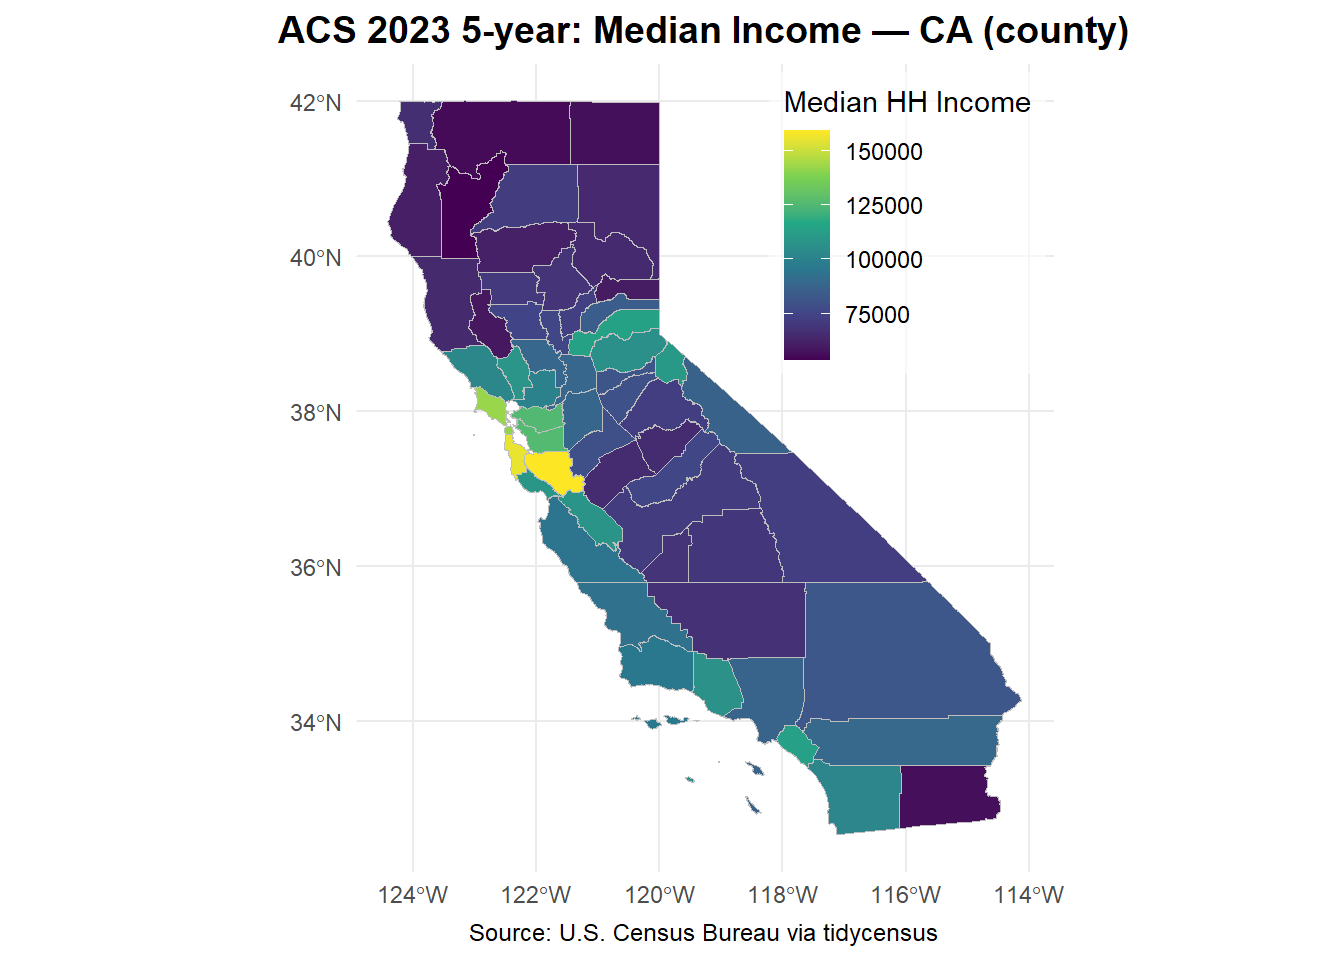 ACS 2023 5-year: Median Income — CA (county)
Median HH Income
150000
125000
100000
75000
42°N
40°N
38°N
36°N
34°N
124°W 122°W 120°W 118°W 116°W 114°W
Source: U.S. Census Bureau via tidycensus